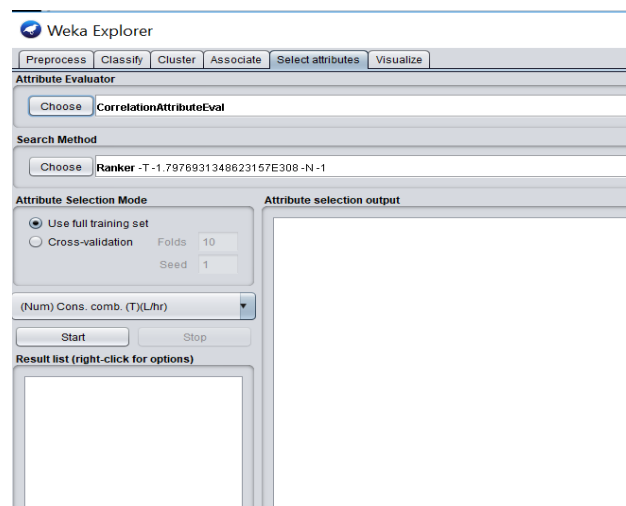 Weka Explorer
Preprocess Classify Cluster Associate Select attributes Visualize
Attribute Evaluator
Choose CorrelationAttributeEval
Search Method
Choose Ranker -T -1.7976931348623157E308 -N -1
Attribute Selection Mode
Use full training set
Cross-validation Folds 10
Seed 1
(Num) Cons. comb. (T)(L/hr)
Start Stop
Result list (right-click for options)
Attribute selection output